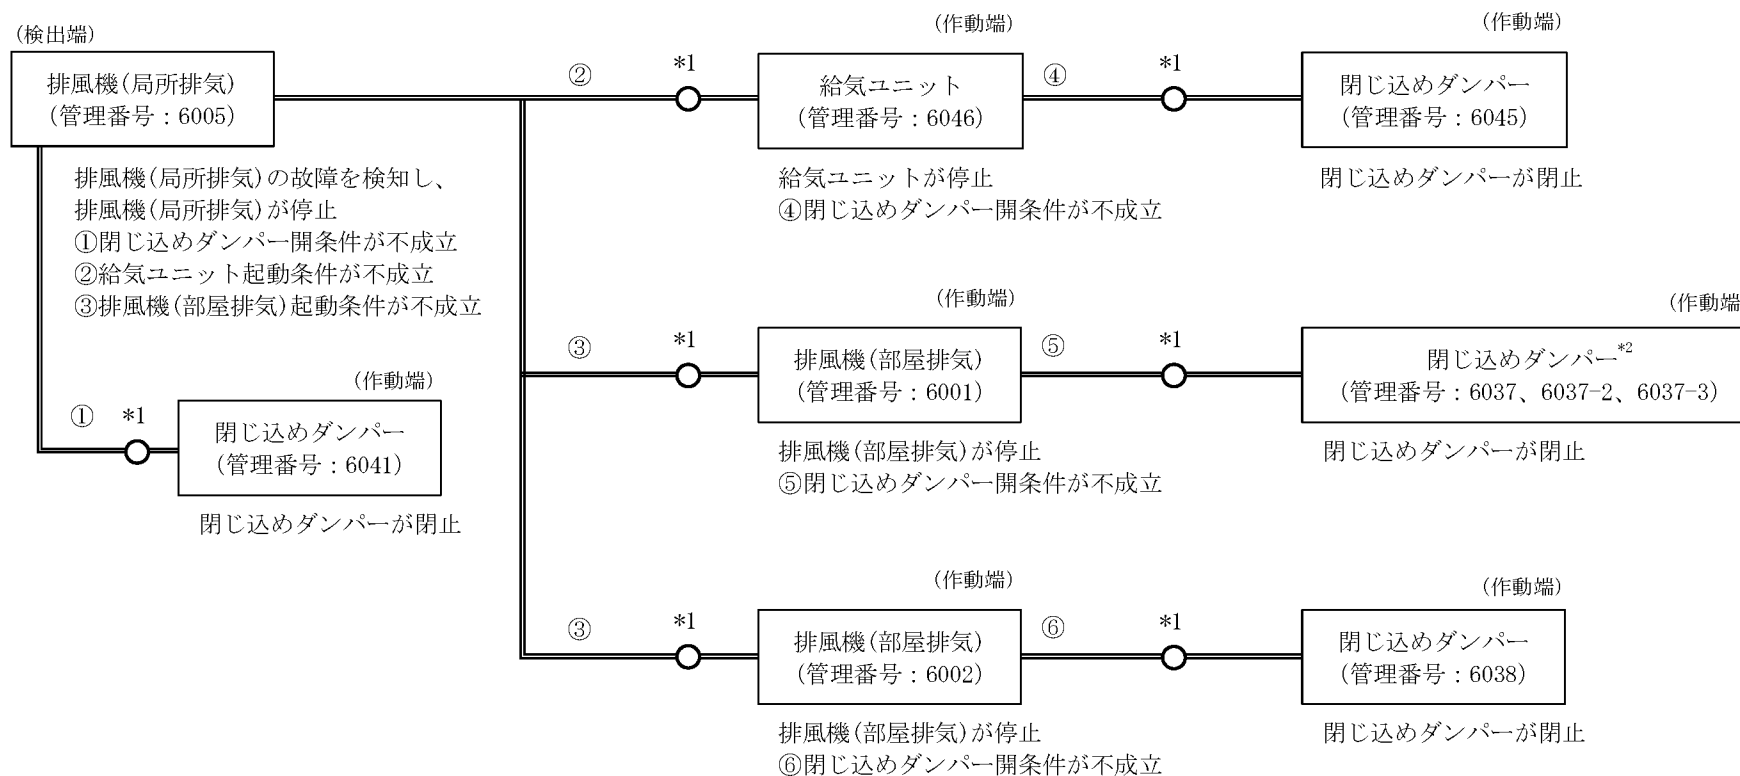 (検出端)
排風機(局所排気)
(管理番号：6005)
排風機(局所排気)の故障を検知し、
排風機(局所排気)が停止
①閉じ込めダンパー開条件が不成立
②給気ユニット起動条件が不成立
③排風機(部屋排気)起動条件が不成立
①
*1
(作動端)
閉じ込めダンパー
(管理番号：6041)
閉じ込めダンパーが閉止
②
*1
(作動端)
給気ユニット
(管理番号：6046)
給気ユニットが停止
④閉じ込めダンパー開条件が不成立
④
*1
(作動端)
閉じ込めダンパー
(管理番号：6045)
閉じ込めダンパーが閉止
③
*1
(作動端)
排風機(部屋排気)
(管理番号：6001)
排風機(部屋排気)が停止
⑤閉じ込めダンパー開条件が不成立
⑤
*1
(作動端
閉じ込めダンパー*2
(管理番号：6037、6037-2、6037-3)
閉じ込めダンパーが閉止
③
*1
(作動端)
排風機(部屋排気)
(管理番号：6002)
排風機(部屋排気)が停止
⑥閉じ込めダンパー開条件が不成立
⑥
*1
(作動端)
閉じ込めダンパー
(管理番号：6038)
閉じ込めダンパーが閉止